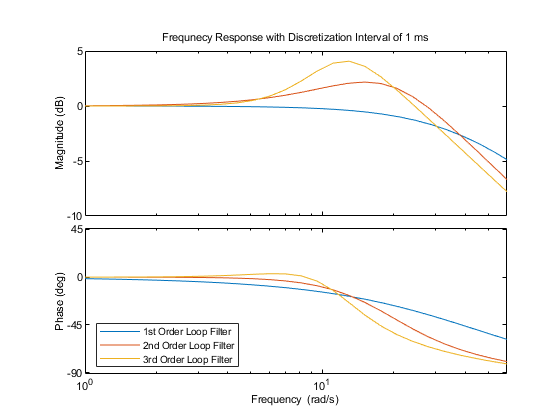 Frequnecy Response with Discretization Interval of 1 ms
5
0
-5
-10
Magnitude (dB)
45
0
-45
-90
Phase (deg)
1st Order Loop Filter
2nd Order Loop Filter
3rd Order Loop Filter
10^0
10^1
Frequency (rad/s)